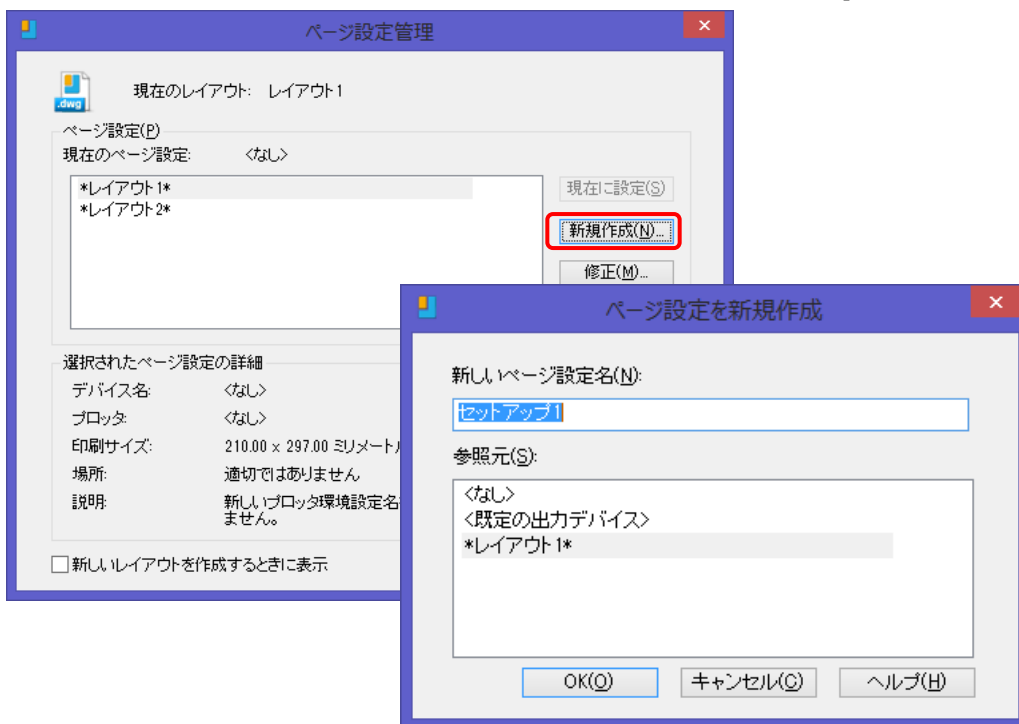 ページ設定管理
.dwg
現在のレイアウト: レイアウト1
ページ設定(P)
現在のページ設定: <なし>
*レイアウト1*
*レイアウト2*
現在に設定(S)
新規作成(N)...
修正(M)...
選択されたページ設定の詳細
デバイス名: <なし>
プロッタ: <なし>
印刷サイズ: 210.00 x 297.00 ミリメート
場所: 適切ではありません
説明: 新しいプロッタ環境設定名
ません。
新しいレイアウトを作成するときに表示
ページ設定を新規作成
新しいページ設定名(N):
セットアップ1
参照元(S):
<なし>
<既定の出力デバイス>
*レイアウト1*
OK(O) キャンセル(C) ヘルプ(H)